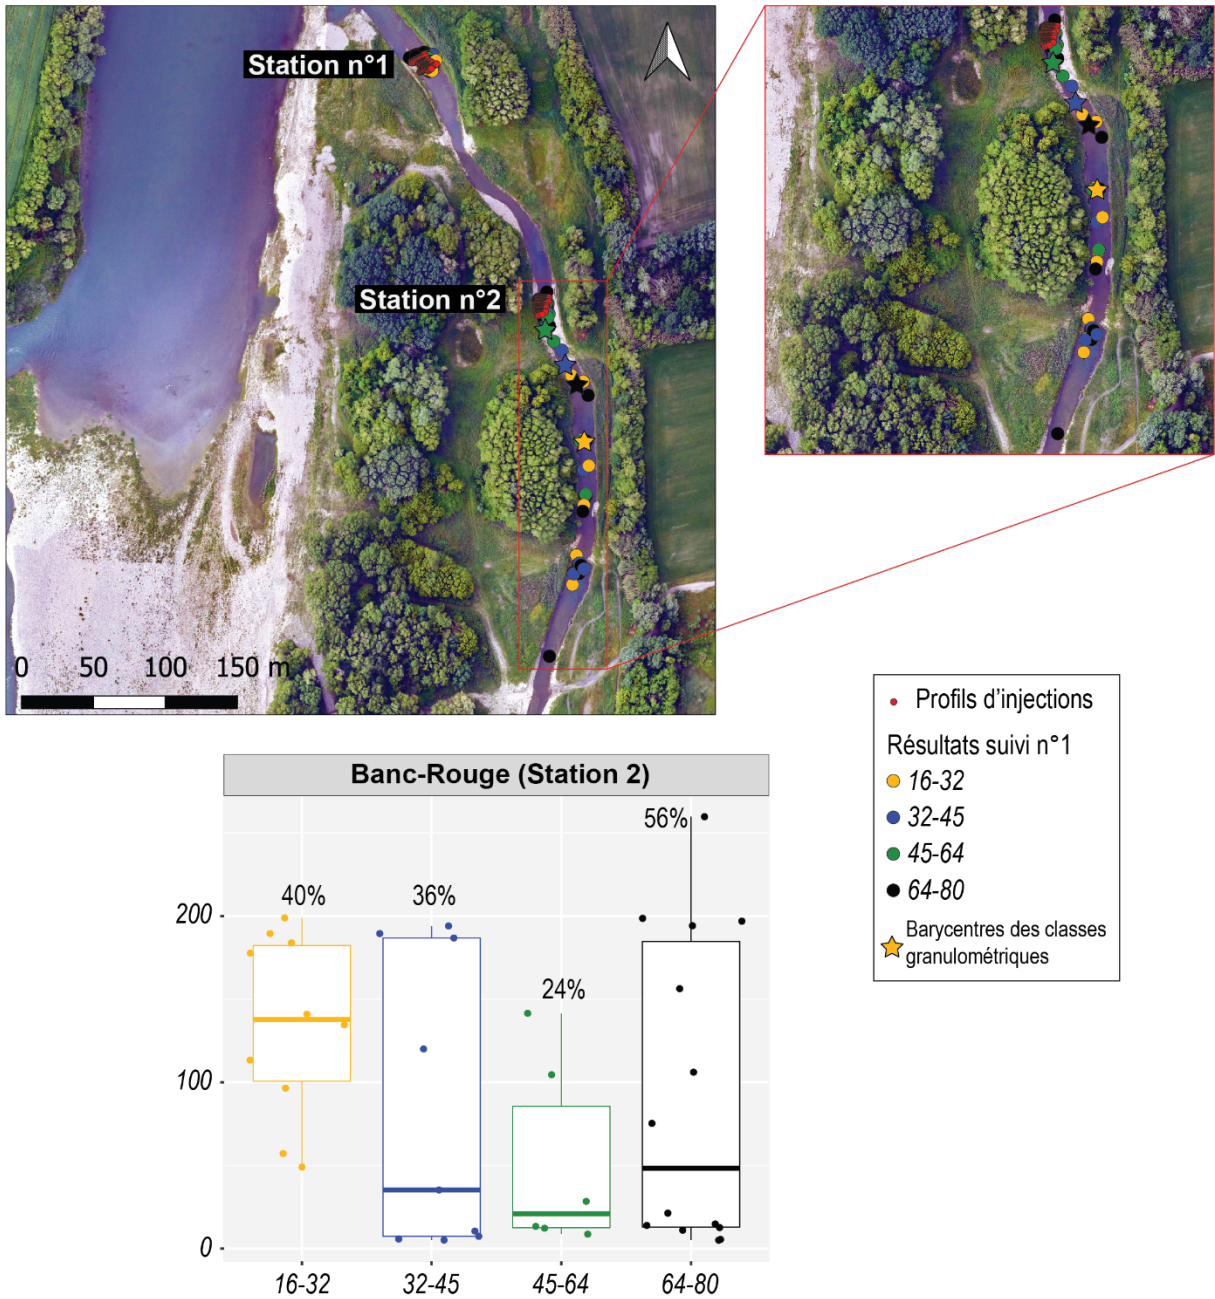 Station n°1
Station n°2
0 50 100 150 m
Profils d'injections
Résultats suivi n°1
16-32
32-45
45-64
64-80
Barycentres des classes
granulométriques
Banc-Rouge (Station 2)
56%
40%
36%
24%
200
100
0
16-32 32-45 45-64 64-80